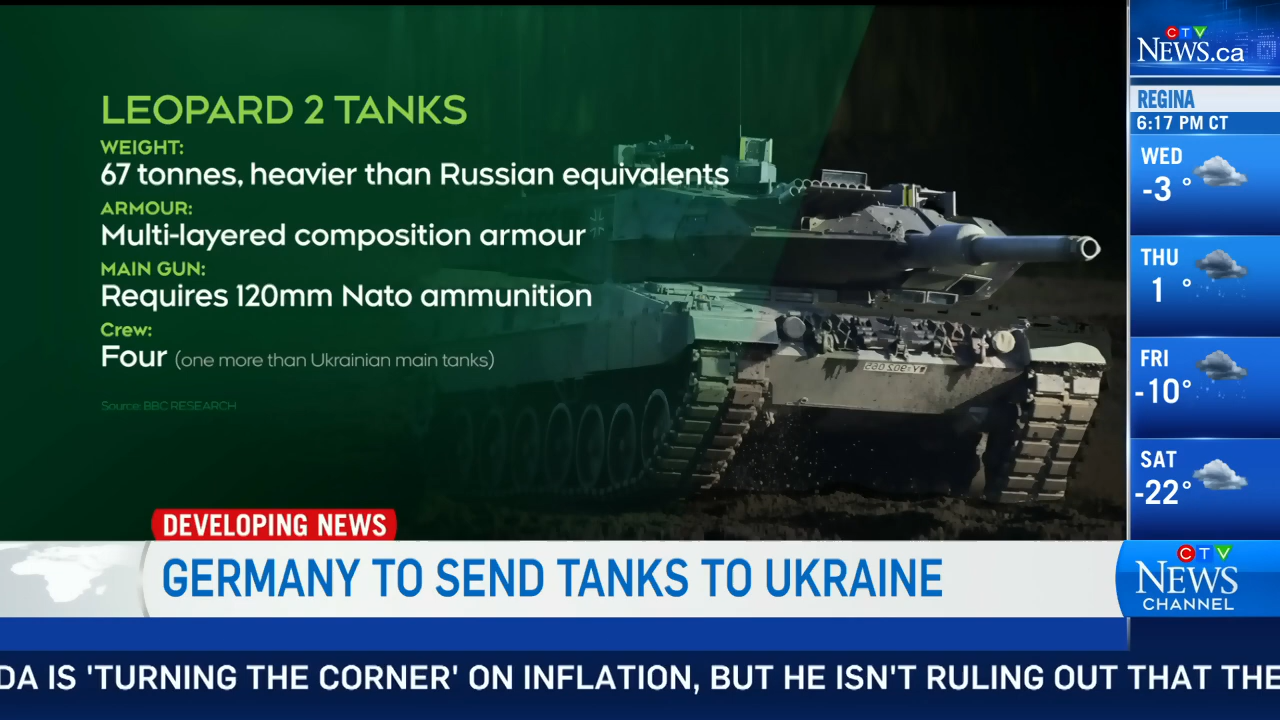 LEOPARD 2 TANKS
WEIGHT:
67 tonnes, heavier than Russian equivalents
ARMOUR:
Multi-layered composition armour
MAIN GUN:
Requires 120mm Nato ammunition
Crew:
Four (one more than Ukrainian main tanks)
Source: BBC RESEARCH
DEVELOPING NEWS
GERMANY TO SEND TANKS TO UKRAINE
DA IS 'TURNING THE CORNER' ON INFLATION, BUT HE ISN'T RULING OUT THAT THE
CTV
NEWS.ca
REGINA
6:17 PM CT
WED
-3°
THU
1°
FRI
-10°
SAT
-22°
CTV
NEWS
CHANNEL